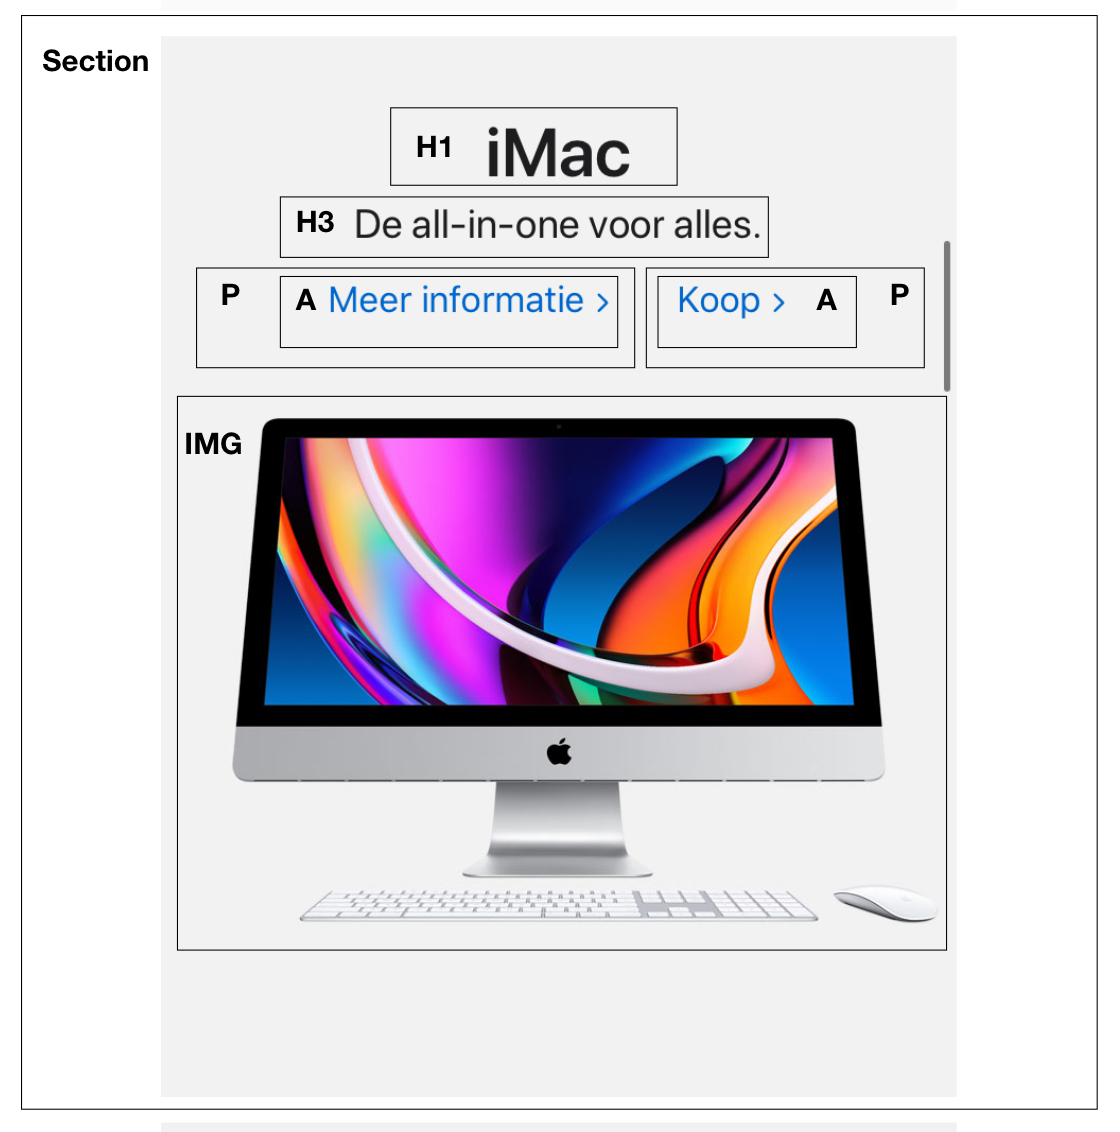 Section
H1 iMac
H3 De all-in-one voor alles.
P A Meer informatie > Koop > A P
IMG